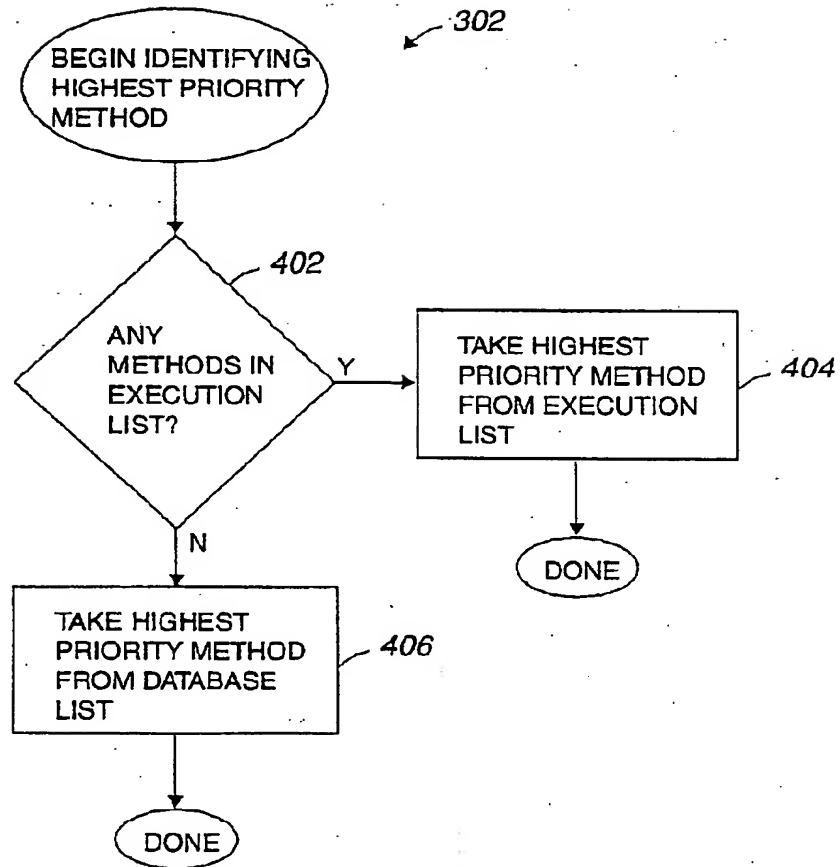 302
BEGIN IDENTIFYING
HIGHEST PRIORITY
METHOD
402
ANY
METHODS IN
EXECUTION
LIST?
Y
TAKE HIGHEST
PRIORITY METHOD
FROM EXECUTION
LIST
404
N
DONE
TAKE HIGHEST
PRIORITY METHOD
FROM DATABASE
LIST
406
DONE